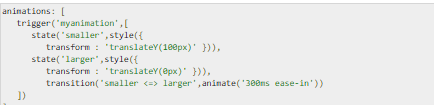 animations: [
trigger('myanimation',[
state('smaller',style({
transform : 'translateY(100px)' })),
state('larger',style({
transform : 'translateY(0px)' })),
transition('smaller <=> larger',animate('300ms ease-in'))
])